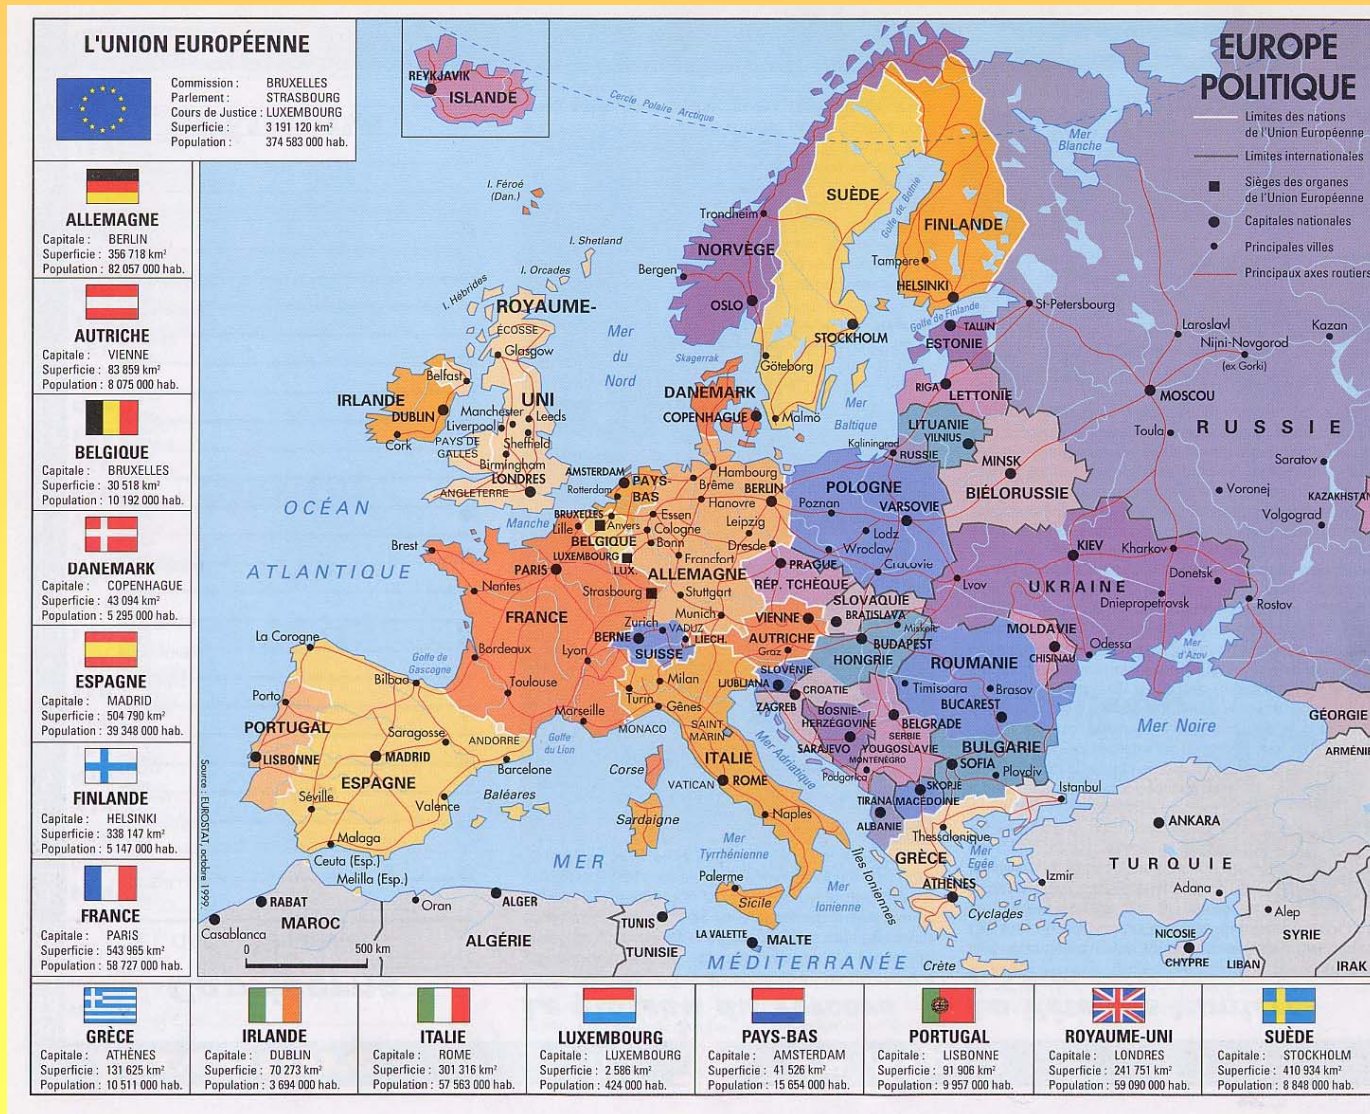 L'UNION EUROPÉENNE
Commission : BRUXELLES
Parlement : STRASBOURG
Cours de Justice : LUXEMBOURG
Superficie : 3 191 120 km²
Population : 374 583 000 hab.
EUROPE
POLITIQUE
Limites des nations
de l'Union Européenne
Limites internationales
Sièges des organes
de l'Union Européenne
Capitales nationales
Principales villes
Principaux axes routiers
ALLEMAGNE
Capitale : BERLIN
Superficie : 356 718 km²
Population : 82 057 000 hab.
AUTRICHE
Capitale : VIENNE
Superficie : 83 859 km²
Population : 8 075 000 hab.
BELGIQUE
Capitale : BRUXELLES
Superficie : 30 518 km²
Population : 10 192 000 hab.
DANEMARK
Capitale : COPENHAGUE
Superficie : 43 094 km²
Population : 5 295 000 hab.
ESPAGNE
Capitale : MADRID
Superficie : 504 790 km²
Population : 39 348 000 hab.
FINLANDE
Capitale : HELSINKI
Superficie : 338 147 km²
Population : 5 147 000 hab.
FRANCE
Capitale : PARIS
Superficie : 543 965 km²
Population : 58 727 000 hab.
REYKJAVIK
ISLANDE
Cercle Polaire Arctique
Mer
Blanche
I. Féroé
(Dan.)
I. Shetland
I. Orcades
I. Hébrides
SUÈDE
FINLANDE
Golfe de Botnie
Trondheim
NORVÈGE
Bergen
OSLO
Tampere
HELSINKI
Golfe de Finlande
St-Petersbourg
STOCKHOLM
TALLIN
ESTONIE
Laroslavl
Nijni-Novgorod
(ex Gorki)
Kazan
ROYAUME-
UNI
ÉCOSSE
Glasgow
Belfast
Mer
du
Nord
Skagerrak
Göteborg
DANEMARK
COPENHAGUE
Malmö
Mer
Baltique
RIGA
LETTONIE
MOSCOU
RUSSIE
Toula
Saratov
Voronej
KAZAKHSTAN
Volgograd
IRLANDE
DUBLIN
Cork
Manchester
Leeds
Liverpool
Sheffield
PAYS DE
GALLES
Birmingham
LONDRES
ANGLETERRE
LITUANIE
VILNIUS
Kaliningrad
RUSSIE
MINSK
BIÉLORUSSIE
AMSTERDAM
Rotterdam
PAYS-
BAS
Hambourg
Brême
BERLIN
Hanovre
POLOGNE
Poznan
VARSOVIE
Lodz
Wroclaw
Cracovie
OCÉAN
ATLANTIQUE
Manche
BRUXELLES
Lille
Anvers
BELGIQUE
Essen
Cologne
Bonn
Leipzig
Dresde
LUXEMBOURG
LUX.
Francfort
ALLEMAGNE
PRAGUE
RÉP. TCHÈQUE
KIEV
Kharkov
UKRAINE
Donetsk
Dniepropetrovsk
Lvov
Rostov
Brest
PARIS
Strasbourg
Stuttgart
Munich
Nantes
FRANCE
SLOVAQUIE
BRATISLAVA
Miskolc
VIENNE
AUTRICHE
Graz
BUDAPEST
HONGRIE
MOLDAVIE
CHISINAU
Odessa
Mer
d'Azov
Zurich
VADUZ
BERNE
LIECH.
SUISSE
La Corogne
Golfe de
Gascogne
Bordeaux
Lyon
Bilbao
Toulouse
Milan
Turin
Gênes
SLOVÉNIE
LJUBLJANA
CROATIE
ZAGREB
ROUMANIE
Timisoara
Brasov
BUCAREST
BOSNIE-
HERZÉGOVINE
BELGRADE
SERBIE
SARAJEVO
YOUGOSLAVIE
MONTÉNÉGRO
Podgorica
Porto
PORTUGAL
LISBONNE
Saragosse
ANDORRE
MADRID
ESPAGNE
Barcelone
Marseille
Golfe
du Lion
MONACO
SAINT
MARIN
Mer Adriatique
ITALIE
ROME
VATICAN
Corse
BULGARIE
SOFIA
Plovdiv
SKOPJE
MACÉDOINE
TIRANA
ALBANIE
Mer Noire
GÉORGIE
ARMÉNIE
Istanbul
Séville
Valence
Baléares
Sardaigne
Naples
Malaga
Ceuta (Esp.)
Melilla (Esp.)
MER
MÉDITERRANÉE
Mer
Tyrrhénienne
Palerme
Sicile
Mer
Ionienne
Îles Ioniennes
Thessalonique
GRÈCE
Mer
Egée
ATHÈNES
Cyclades
Crète
ANKARA
TURQUIE
Izmir
Adana
Alep
SYRIE
NICOSIE
CHYPRE
LIBAN
IRAK
RABAT
Casablanca
MAROC
Oran
ALGER
ALGÉRIE
TUNIS
TUNISIE
LA VALETTE
MALTE
0 500 km
Source : EUROSTAT, octobre 1999.
GRÈCE
Capitale : ATHÈNES
Superficie : 131 625 km²
Population : 10 511 000 hab.
IRLANDE
Capitale : DUBLIN
Superficie : 70 273 km²
Population : 3 694 000 hab.
ITALIE
Capitale : ROME
Superficie : 301 316 km²
Population : 57 563 000 hab.
LUXEMBOURG
Capitale : LUXEMBOURG
Superficie : 2 586 km²
Population : 424 000 hab.
PAYS-BAS
Capitale : AMSTERDAM
Superficie : 41 526 km²
Population : 15 654 000 hab.
PORTUGAL
Capitale : LISBONNE
Superficie : 91 906 km²
Population : 9 957 000 hab.
ROYAUME-UNI
Capitale : LONDRES
Superficie : 241 751 km²
Population : 59 090 000 hab.
SUÈDE
Capitale : STOCKHOLM
Superficie : 410 934 km²
Population : 8 848 000 hab.